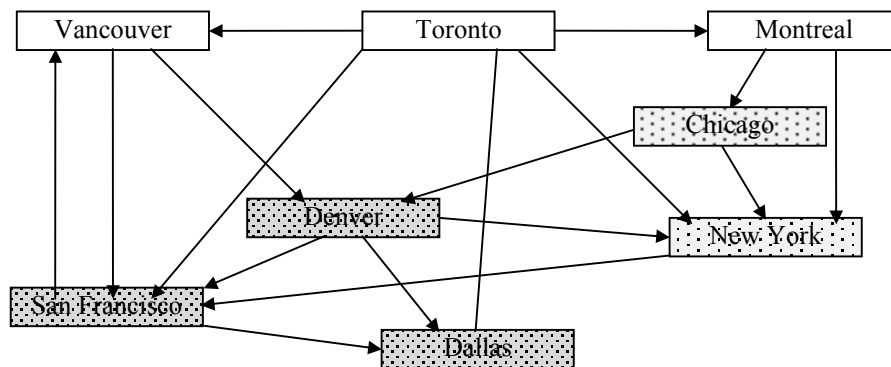 Vancouver
Toronto
Montreal
Chicago
Denver
New York
San Francisco
Dallas